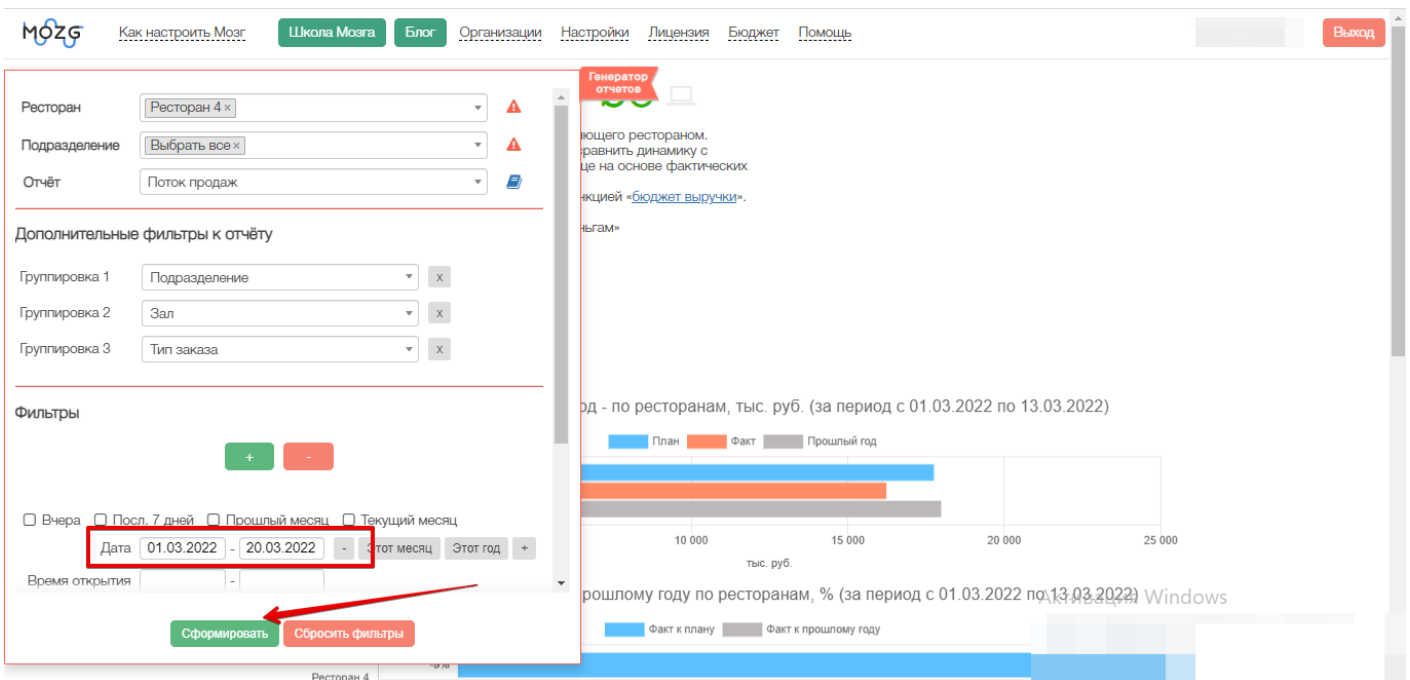 MOZG Как настроить Мозг Школа Мозга Блог Организации Настройки Лицензия Бюджет Помощь Выход
Генератор отчетов
Ресторан Ресторан 4 ×
Подразделение Выбрать все ×
Отчёт Поток продаж
ющего рестораном.
сравнить динамику с
це на основе фактических
нкцией «бюджет выручки».
ньгам»
Дополнительные фильтры к отчёту
Группировка 1 Подразделение x
Группировка 2 Зал x
Группировка 3 Тип заказа x
Фильтры
+ -
Вчера Посл. 7 дней Прошлый месяц Текущий месяц
Дата 01.03.2022 - 20.03.2022 - Этот месяц Этот год +
Время открытия -
Сформировать Сбросить фильтры
од - по ресторанам, тыс. руб. (за период с 01.03.2022 по 13.03.2022)
План Факт Прошлый год
10 000 15 000 20 000 25 000
тыс. руб.
рошлому году по ресторанам, % (за период с 01.03.2022 по 13.03.2022)
Активация Windows
Факт к плану Факт к прошлому году
-9%
Ресторан 4